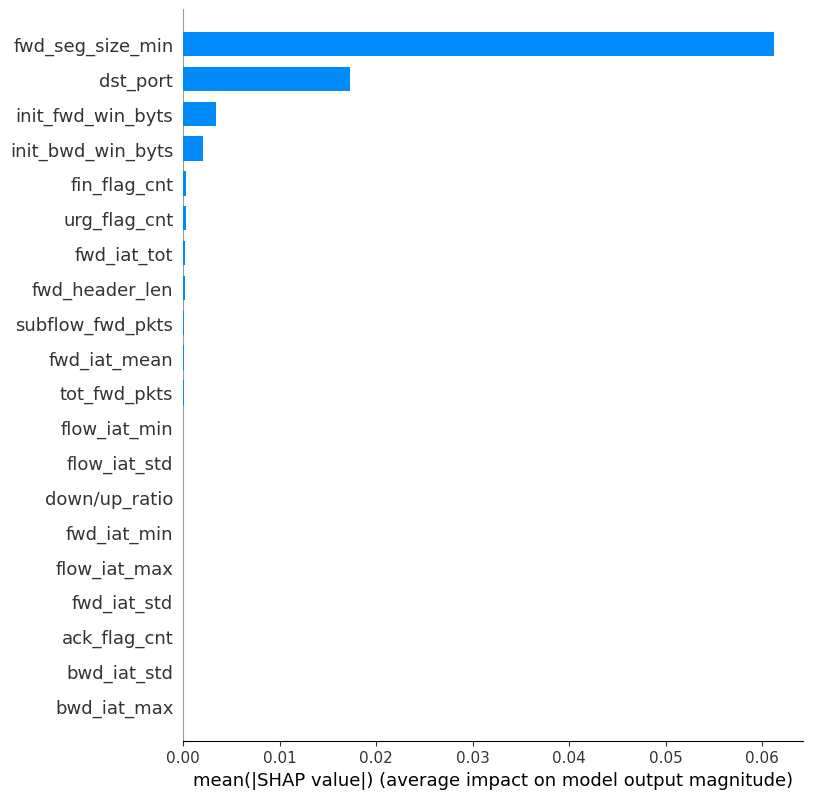 fwd_seg_size_min
dst_port
init_fwd_win_byts
init_bwd_win_byts
fin_flag_cnt
urg_flag_cnt
fwd_iat_tot
fwd_header_len
subflow_fwd_pkts
fwd_iat_mean
tot_fwd_pkts
flow_iat_min
flow_iat_std
down/up_ratio
fwd_iat_min
flow_iat_max
fwd_iat_std
ack_flag_cnt
bwd_iat_std
bwd_iat_max
0.00 0.01 0.02 0.03 0.04 0.05 0.06
mean(|SHAP value|) (average impact on model output magnitude)